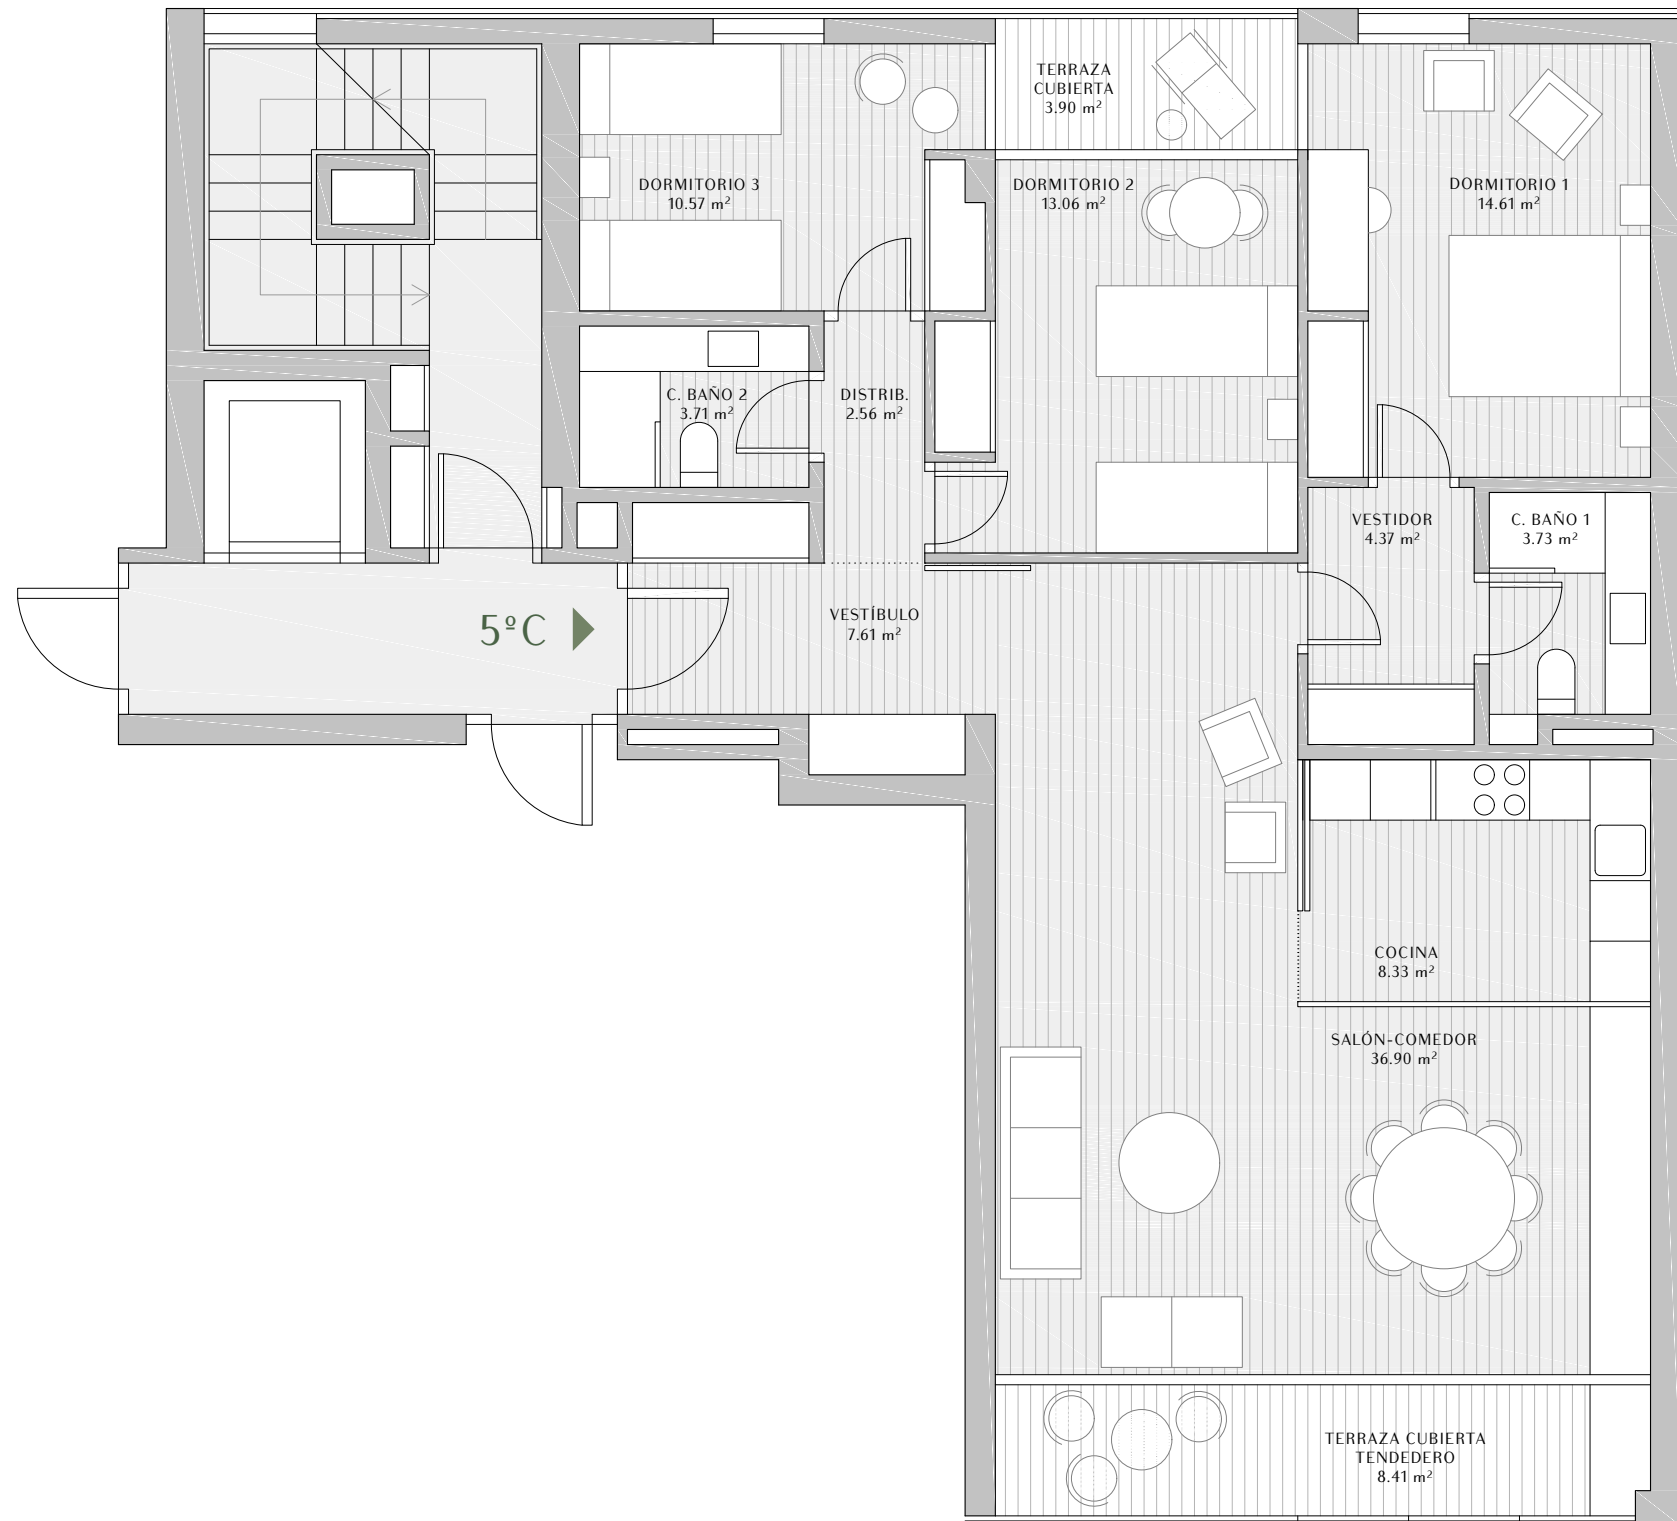 TERRAZA
CUBIERTA
3.90 m²
DORMITORIO 3
10.57 m²
DORMITORIO 2
13.06 m²
DORMITORIO 1
14.61 m²
C. BAÑO 2
3.71 m²
DISTRIB.
2.56 m²
VESTIDOR
4.37 m²
C. BAÑO 1
3.73 m²
5ºC
VESTÍBULO
7.61 m²
COCINA
8.33 m²
SALÓN-COMEDOR
36.90 m²
TERRAZA CUBIERTA
TENDEDERO
8.41 m²